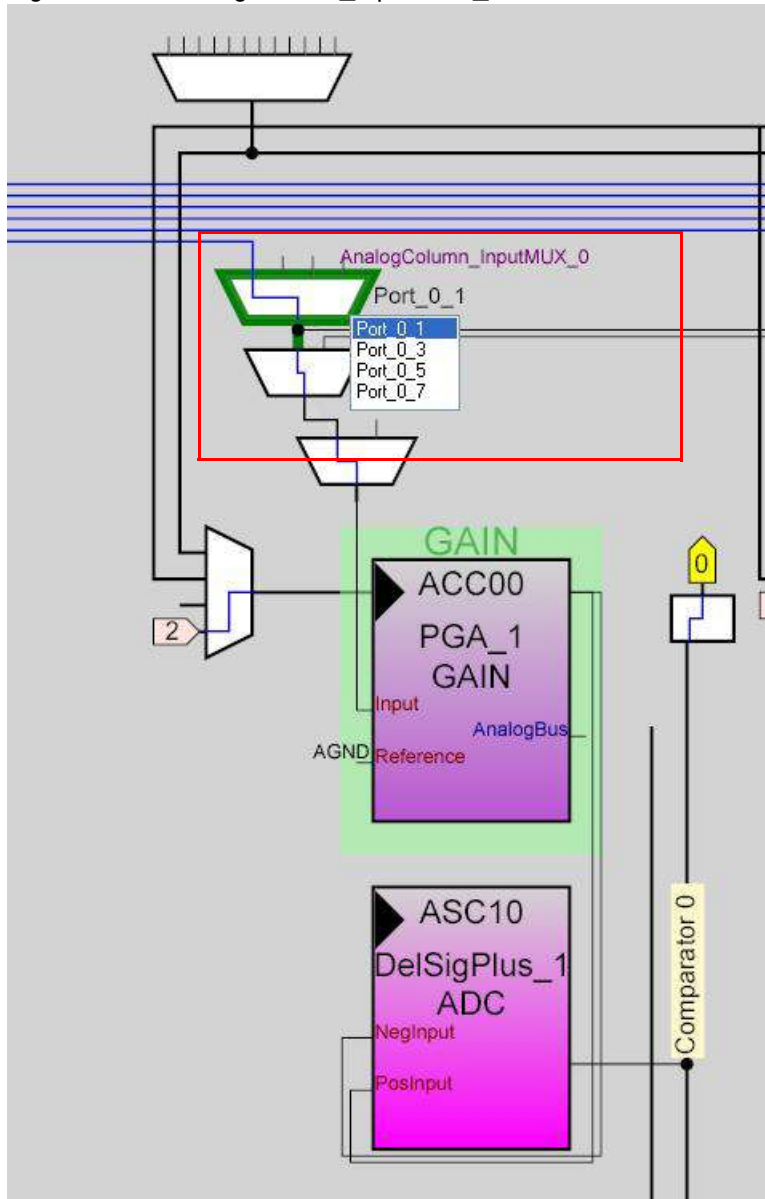 AnalogColumn_InputMUX_0
Port_0_1
Port_0_1
Port_0_3
Port_0_5
Port_0_7
GAIN
ACC00
0
2
PGA_1
GAIN
Input
AnalogBus
AGND
Reference
ASC10
DelSigPlus_1
ADC
NegInput
PosInput
Comparator 0